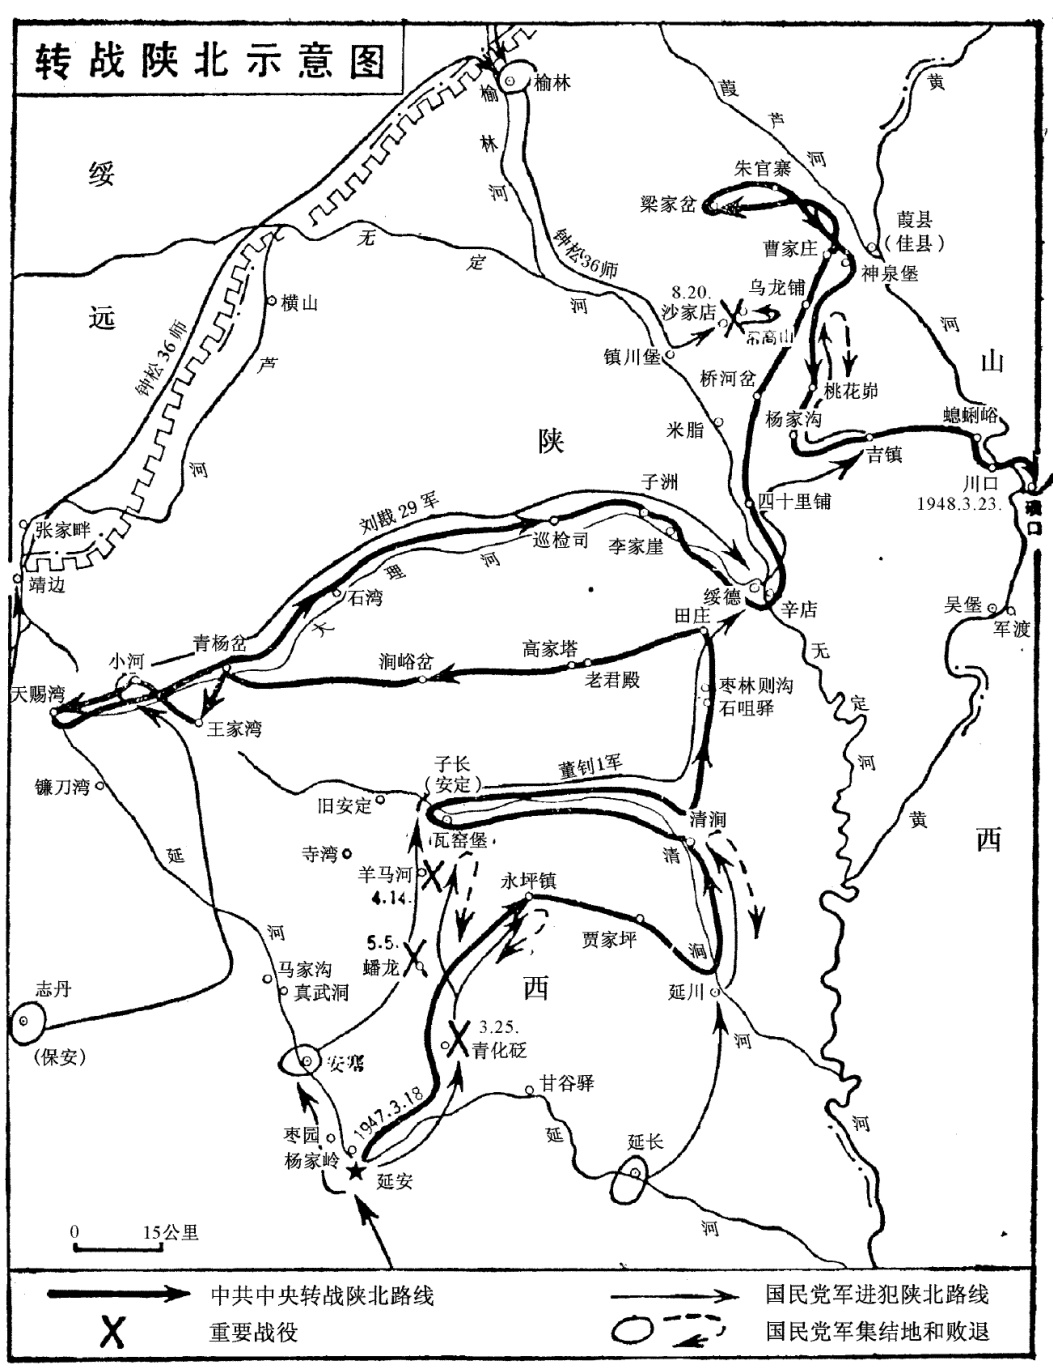 转战陕北示意图
榆林
榆
林
河
葭
芦
河
黄
绥
远
朱官寨
梁家岔
葭县
(佳县)
曹家庄
神泉堡
无
定
河
钟松36师
8.20.
沙家店
乌龙铺
横山
钟松36师
芦
河
镇川堡
桥河岔
桃花峁
河
山
米脂
杨家沟
螅蜊峪
吉镇
川口
1948.3.23.
陕
子洲
四十里铺
张家畔
刘戡29军
巡检司
李家崖
靖边
大
理
河
石湾
绥德
辛店
吴堡
军渡
田庄
青杨岔
小河
涧峪岔
高家塔
老君殿
无
定
河
天赐湾
王家湾
枣林则沟
石咀驿
镰刀湾
子长
(安定)
董钊1军
旧安定
瓦窑堡
清涧
清
涧
河
黄
西
延
河
寺湾
羊马河
4.14.
永坪镇
贾家坪
5.5.
蟠龙
西
延川
马家沟
真武洞
志丹
(保安)
3.25.
青化砭
安塞
甘谷驿
1947.3.18
枣园
杨家岭
延安
延
河
延长
河
0 15公里
中共中央转战陕北路线
国民党军进犯陕北路线
重要战役
国民党军集结地和败退